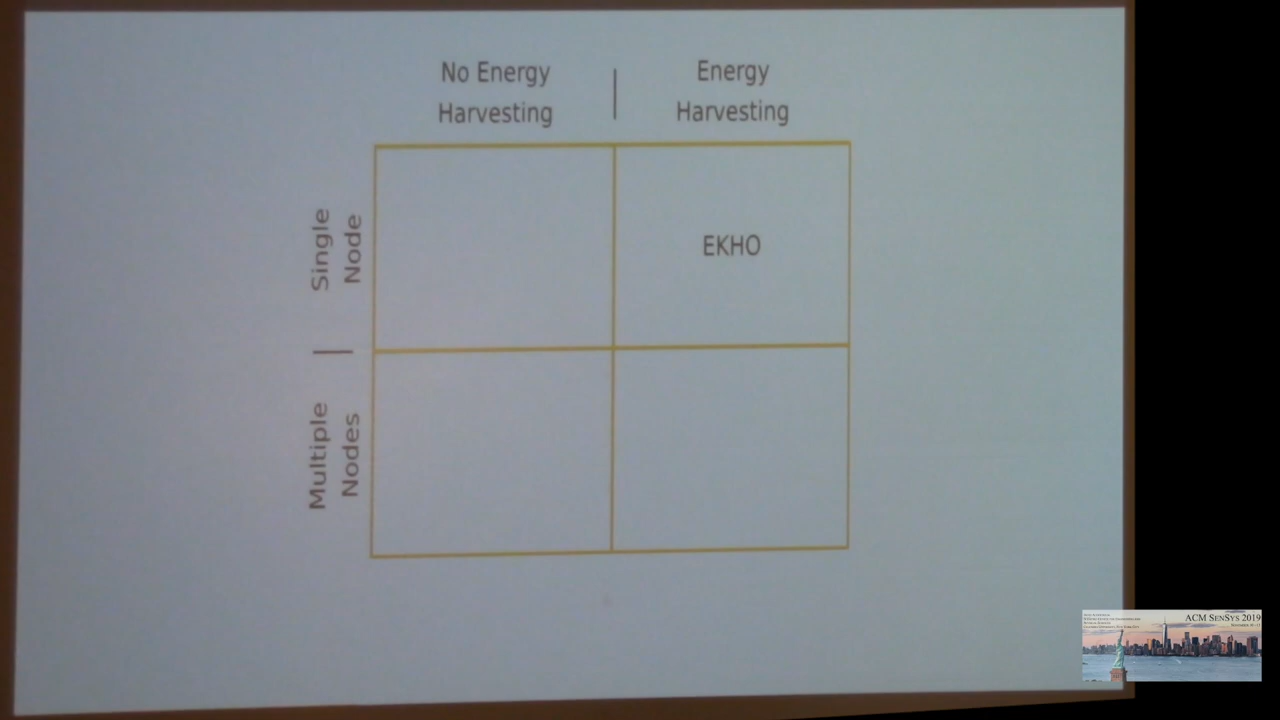 No Energy
Harvesting
|
Energy
Harvesting
Single
Node
|
Multiple
Nodes
EKHO
ACM SENSYS 2019